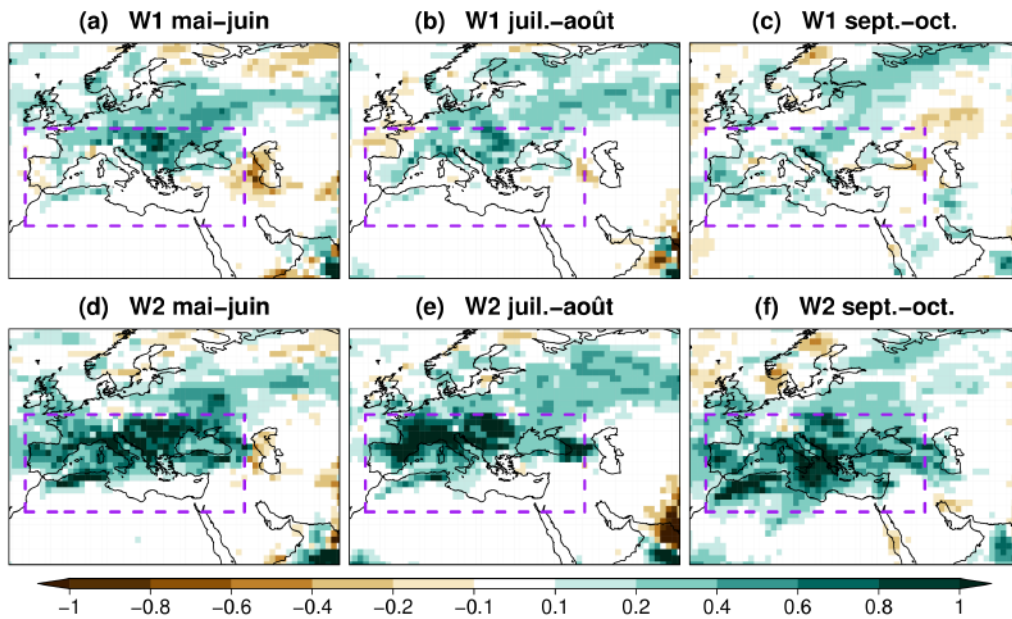 (a) W1 mai−juin
(b) W1 juil.−août
(c) W1 sept.−oct.
(d) W2 mai−juin
(e) W2 juil.−août
(f) W2 sept.−oct.
−1 −0.8 −0.6 −0.4 −0.2 −0.1 0.1 0.2 0.4 0.6 0.8 1